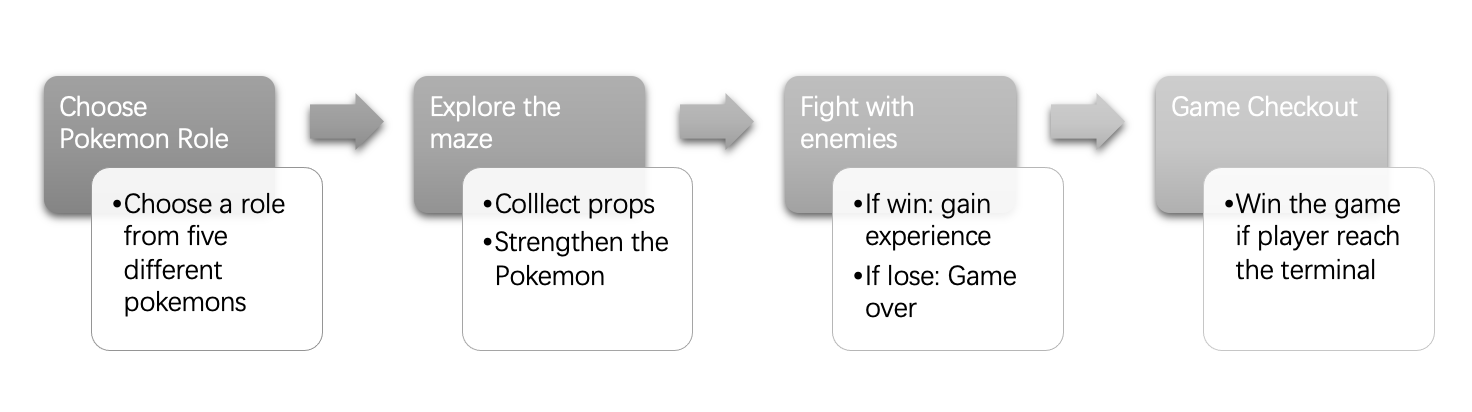 Choose
Pokemon Role
•Choose a role
from five
different
pokemons
Explore the
maze
•Colllect props
•Strengthen the
Pokemon
Fight with
enemies
•If win: gain
experience
•If lose: Game
over
Game Checkout
•Win the game
if player reach
the terminal